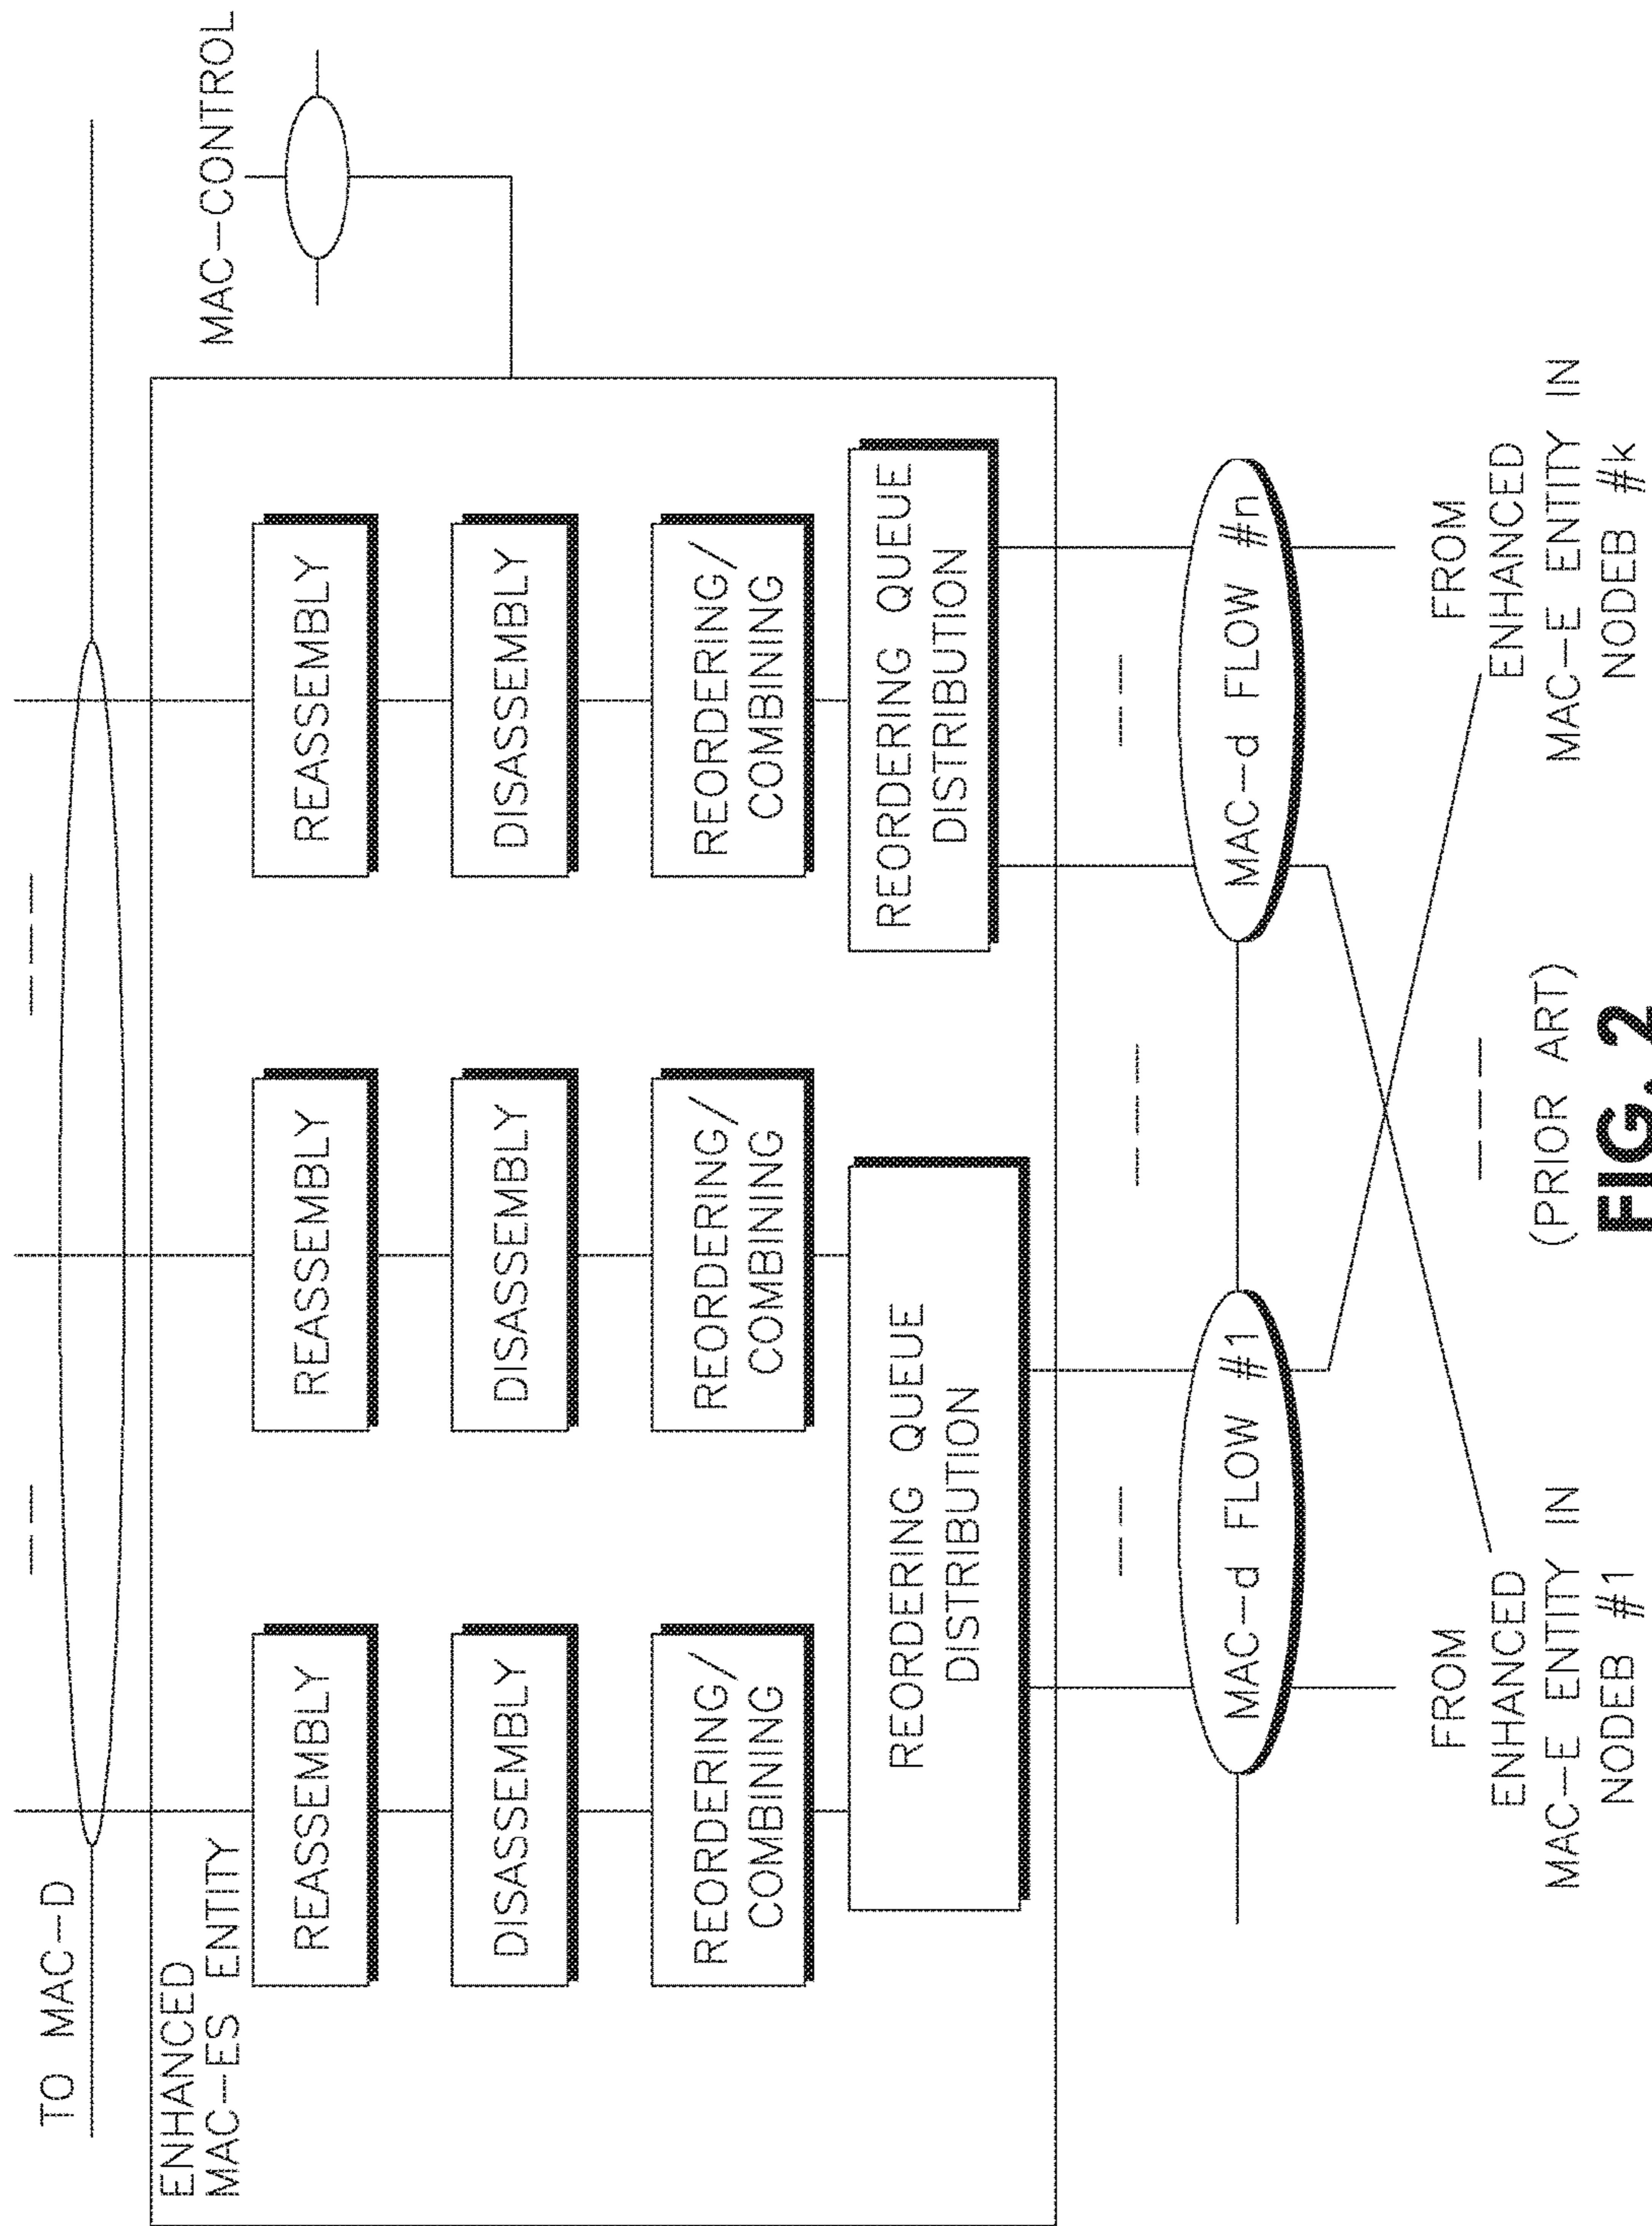 TO MAC-D
MAC-CONTROL
ENHANCED
MAC-ES ENTITY
REASSEMBLY
REASSEMBLY
REASSEMBLY
DISASSEMBLY
DISASSEMBLY
DISASSEMBLY
REORDERING/
COMBINING
REORDERING/
COMBINING
REORDERING/
COMBINING
REORDERING QUEUE
DISTRIBUTION
REORDERING QUEUE
DISTRIBUTION
MAC-d FLOW #1
MAC-d FLOW #n
FROM
ENHANCED
MAC-E ENTITY IN
NODEB #1
FROM
ENHANCED
MAC-E ENTITY IN
NODEB #k
(PRIOR ART)
FIG. 2